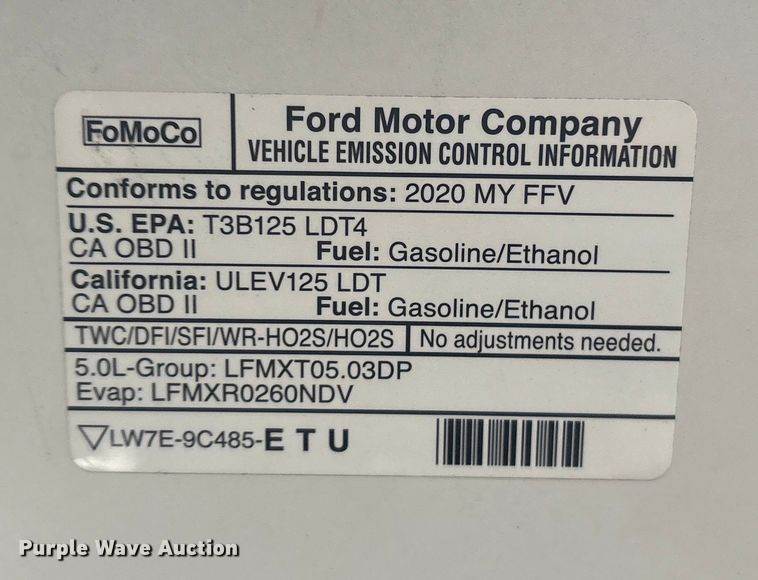 FoMoCo
Ford Motor Company
VEHICLE EMISSION CONTROL INFORMATION
Conforms to regulations: 2020 MY FFV
U.S. EPA: T3B125 LDT4
CA OBD II Fuel: Gasoline/Ethanol
California: ULEV125 LDT
CA OBD II Fuel: Gasoline/Ethanol
TWC/DFI/SFI/WR-HO2S/HO2S No adjustments needed.
5.0L-Group: LFMXT05.03DP
Evap: LFMXR0260NDV
LW7E-9C485-E T U
Purple Wave Auction